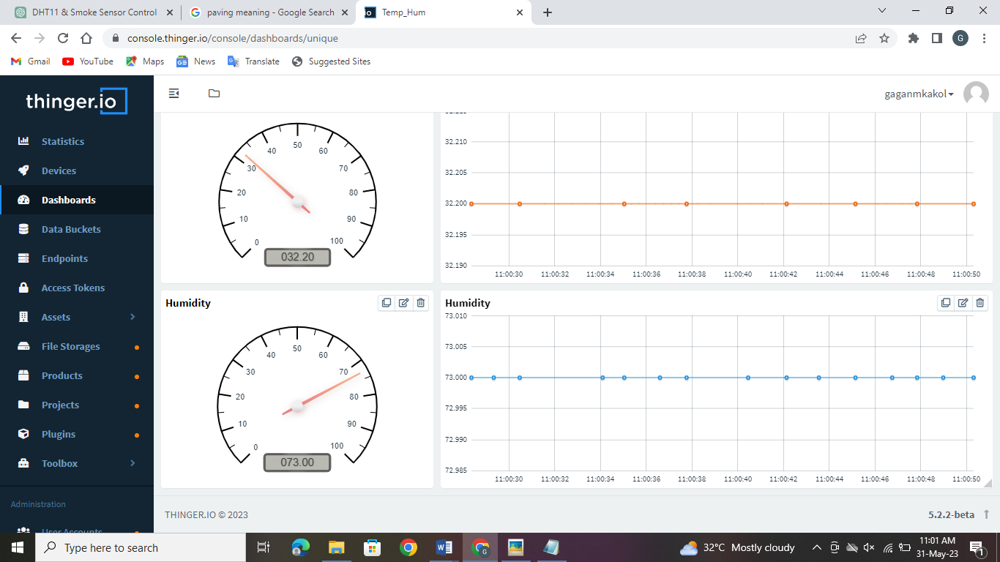 DHT11 & Smoke Sensor Control
paving meaning - Google Search
Temp_Hum
console.thinger.io/console/dashboards/unique
G
Gmail
YouTube
Maps
News
Translate
Suggested Sites
thinger.io
gaganmkakol
Statistics
Devices
Dashboards
Data Buckets
Endpoints
Access Tokens
Assets
File Storages
Products
Projects
Plugins
Toolbox
Administration
User Accounts
0
10
20
30
40
50
60
70
80
90
100
032.20
32.215
32.210
32.205
32.200
32.195
32.190
11:00:30 11:00:32 11:00:34 11:00:36 11:00:38 11:00:40 11:00:42 11:00:44 11:00:46 11:00:48 11:00:50
Humidity
0
10
20
30
40
50
60
70
80
90
100
073.00
Humidity
73.010
73.005
73.000
72.995
72.990
72.985
11:00:30 11:00:32 11:00:34 11:00:36 11:00:38 11:00:40 11:00:42 11:00:44 11:00:46 11:00:48 11:00:50
THINGER.IO © 2023
5.2.2-beta
Type here to search
32°C Mostly cloudy
11:01 AM
31-May-23
1